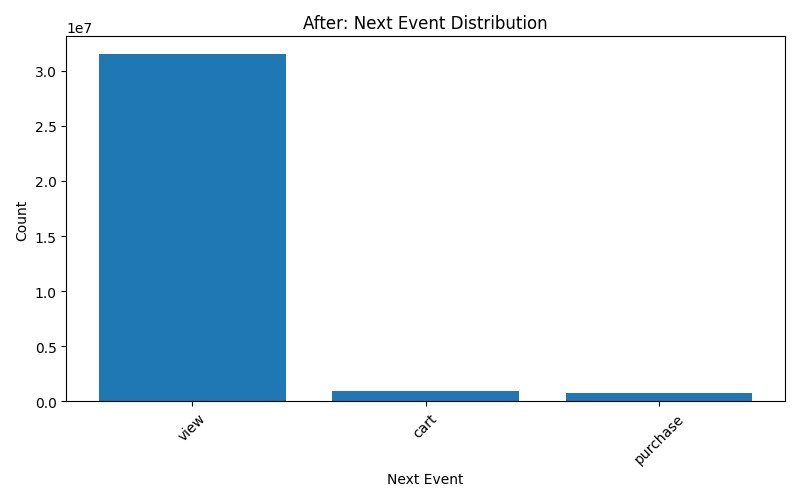 After: Next Event Distribution
1e7
3.0
2.5
2.0
1.5
1.0
0.5
0.0
Count
view
cart
purchase
Next Event